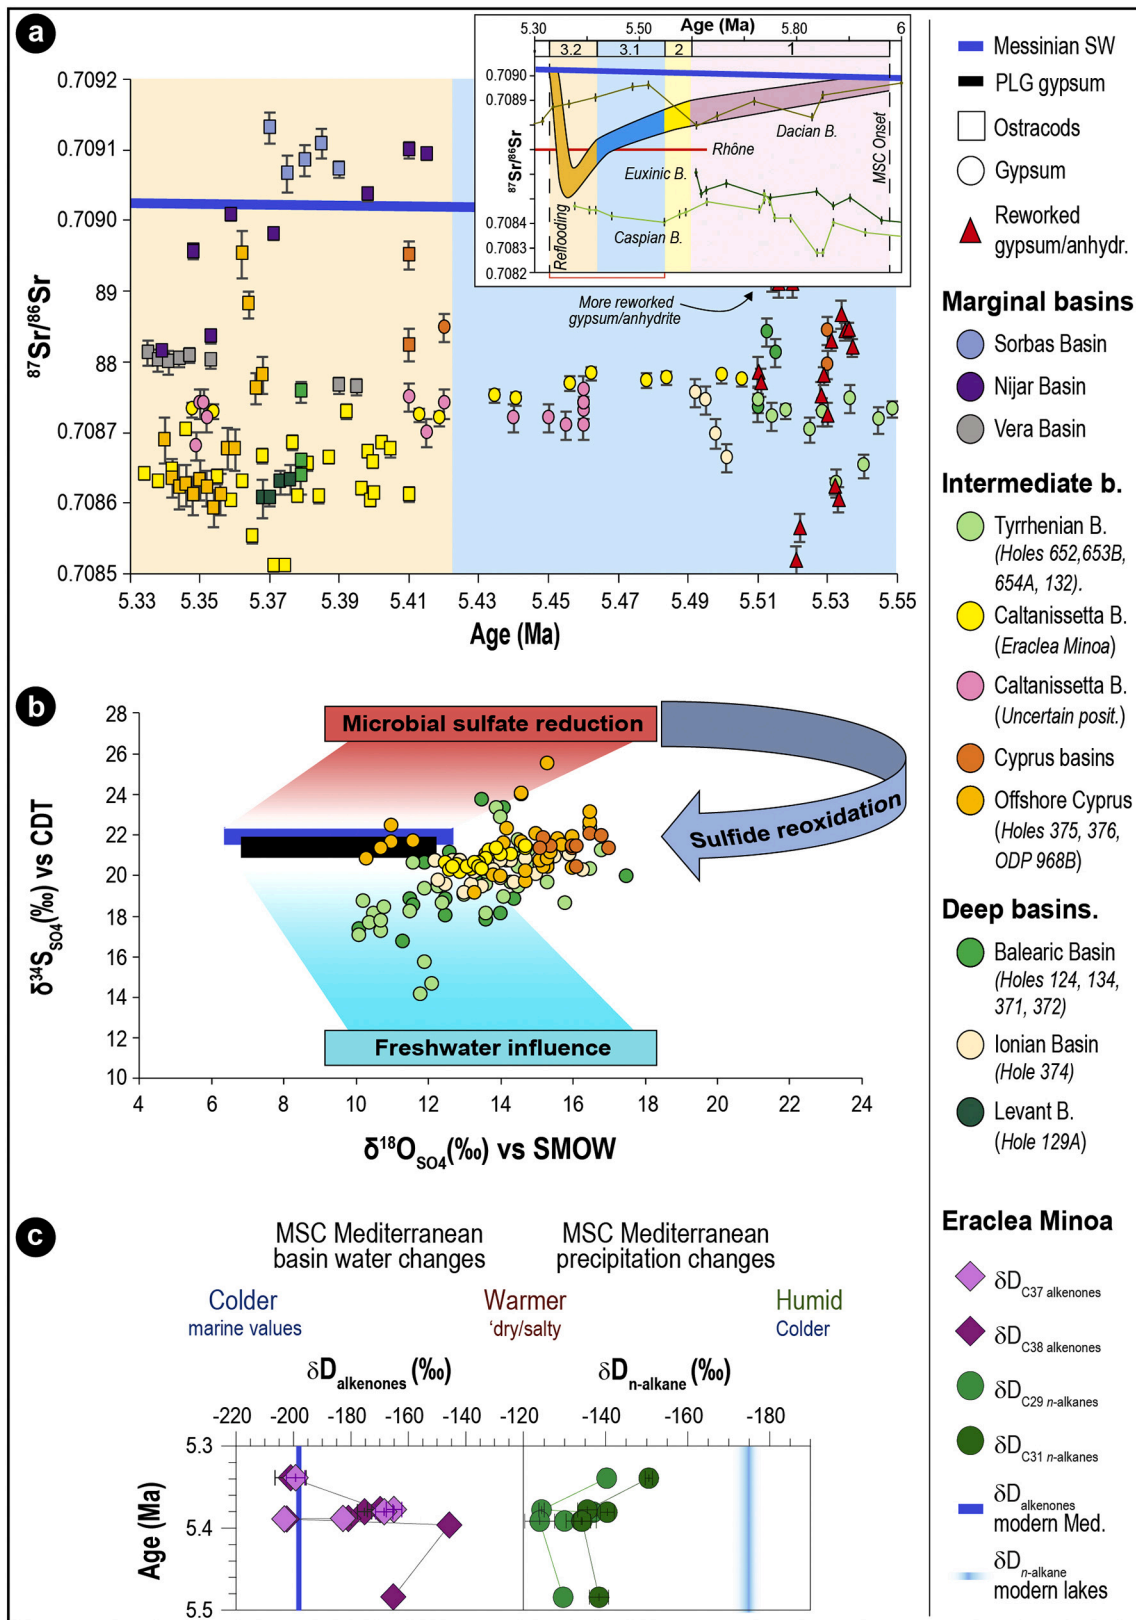 a
0.7092
0.7091
0.7090
89
88
0.7087
0.7086
0.7085
87Sr/86Sr
5.33 5.35 5.37 5.39 5.41 5.43 5.45 5.47 5.49 5.51 5.53 5.55
Age (Ma)
5.30 Age (Ma) 5.50 5.80 6
3.2 3.1 2 1
0.7090
0.7089
0.7084
0.7083
0.7082
87Sr/86Sr
Dacian B.
Rhône
Euxinic B.
Caspian B.
Reflooding
MSC Onset
More reworked
gypsum/anhydrite
b
28
26
24
22
20
18
16
14
12
10
δ34SSO4(‰) vs CDT
Microbial sulfate reduction
Sulfide reoxidation
Freshwater influence
4 6 8 10 12 14 16 18 20 22 24
δ18OSO4(‰) vs SMOW
c
MSC Mediterranean
basin water changes
MSC Mediterranean
precipitation changes
Colder
marine values
Warmer
'dry/salty
Humid
Colder
δDalkenones (‰)
δDn-alkane (‰)
-220 -200 -180 -160 -140 -120 -140 -160 -180
5.3
5.4
5.5
Age (Ma)
Messinian SW
PLG gypsum
Ostracods
Gypsum
Reworked
gypsum/anhydr.
Marginal basins
Sorbas Basin
Nijar Basin
Vera Basin
Intermediate b.
Tyrrhenian B.
(Holes 652,653B,
654A, 132).
Caltanissetta B.
(Eraclea Minoa)
Caltanissetta B.
(Uncertain posit.)
Cyprus basins
Offshore Cyprus
(Holes 375, 376,
ODP 968B)
Deep basins.
Balearic Basin
(Holes 124, 134,
371, 372)
Ionian Basin
(Hole 374)
Levant B.
(Hole 129A)
Eraclea Minoa
δDC37 alkenones
δDC38 alkenones
δDC29 n-alkanes
δDC31 n-alkanes
δDalkenones
modern Med.
δDn-alkane
modern lakes